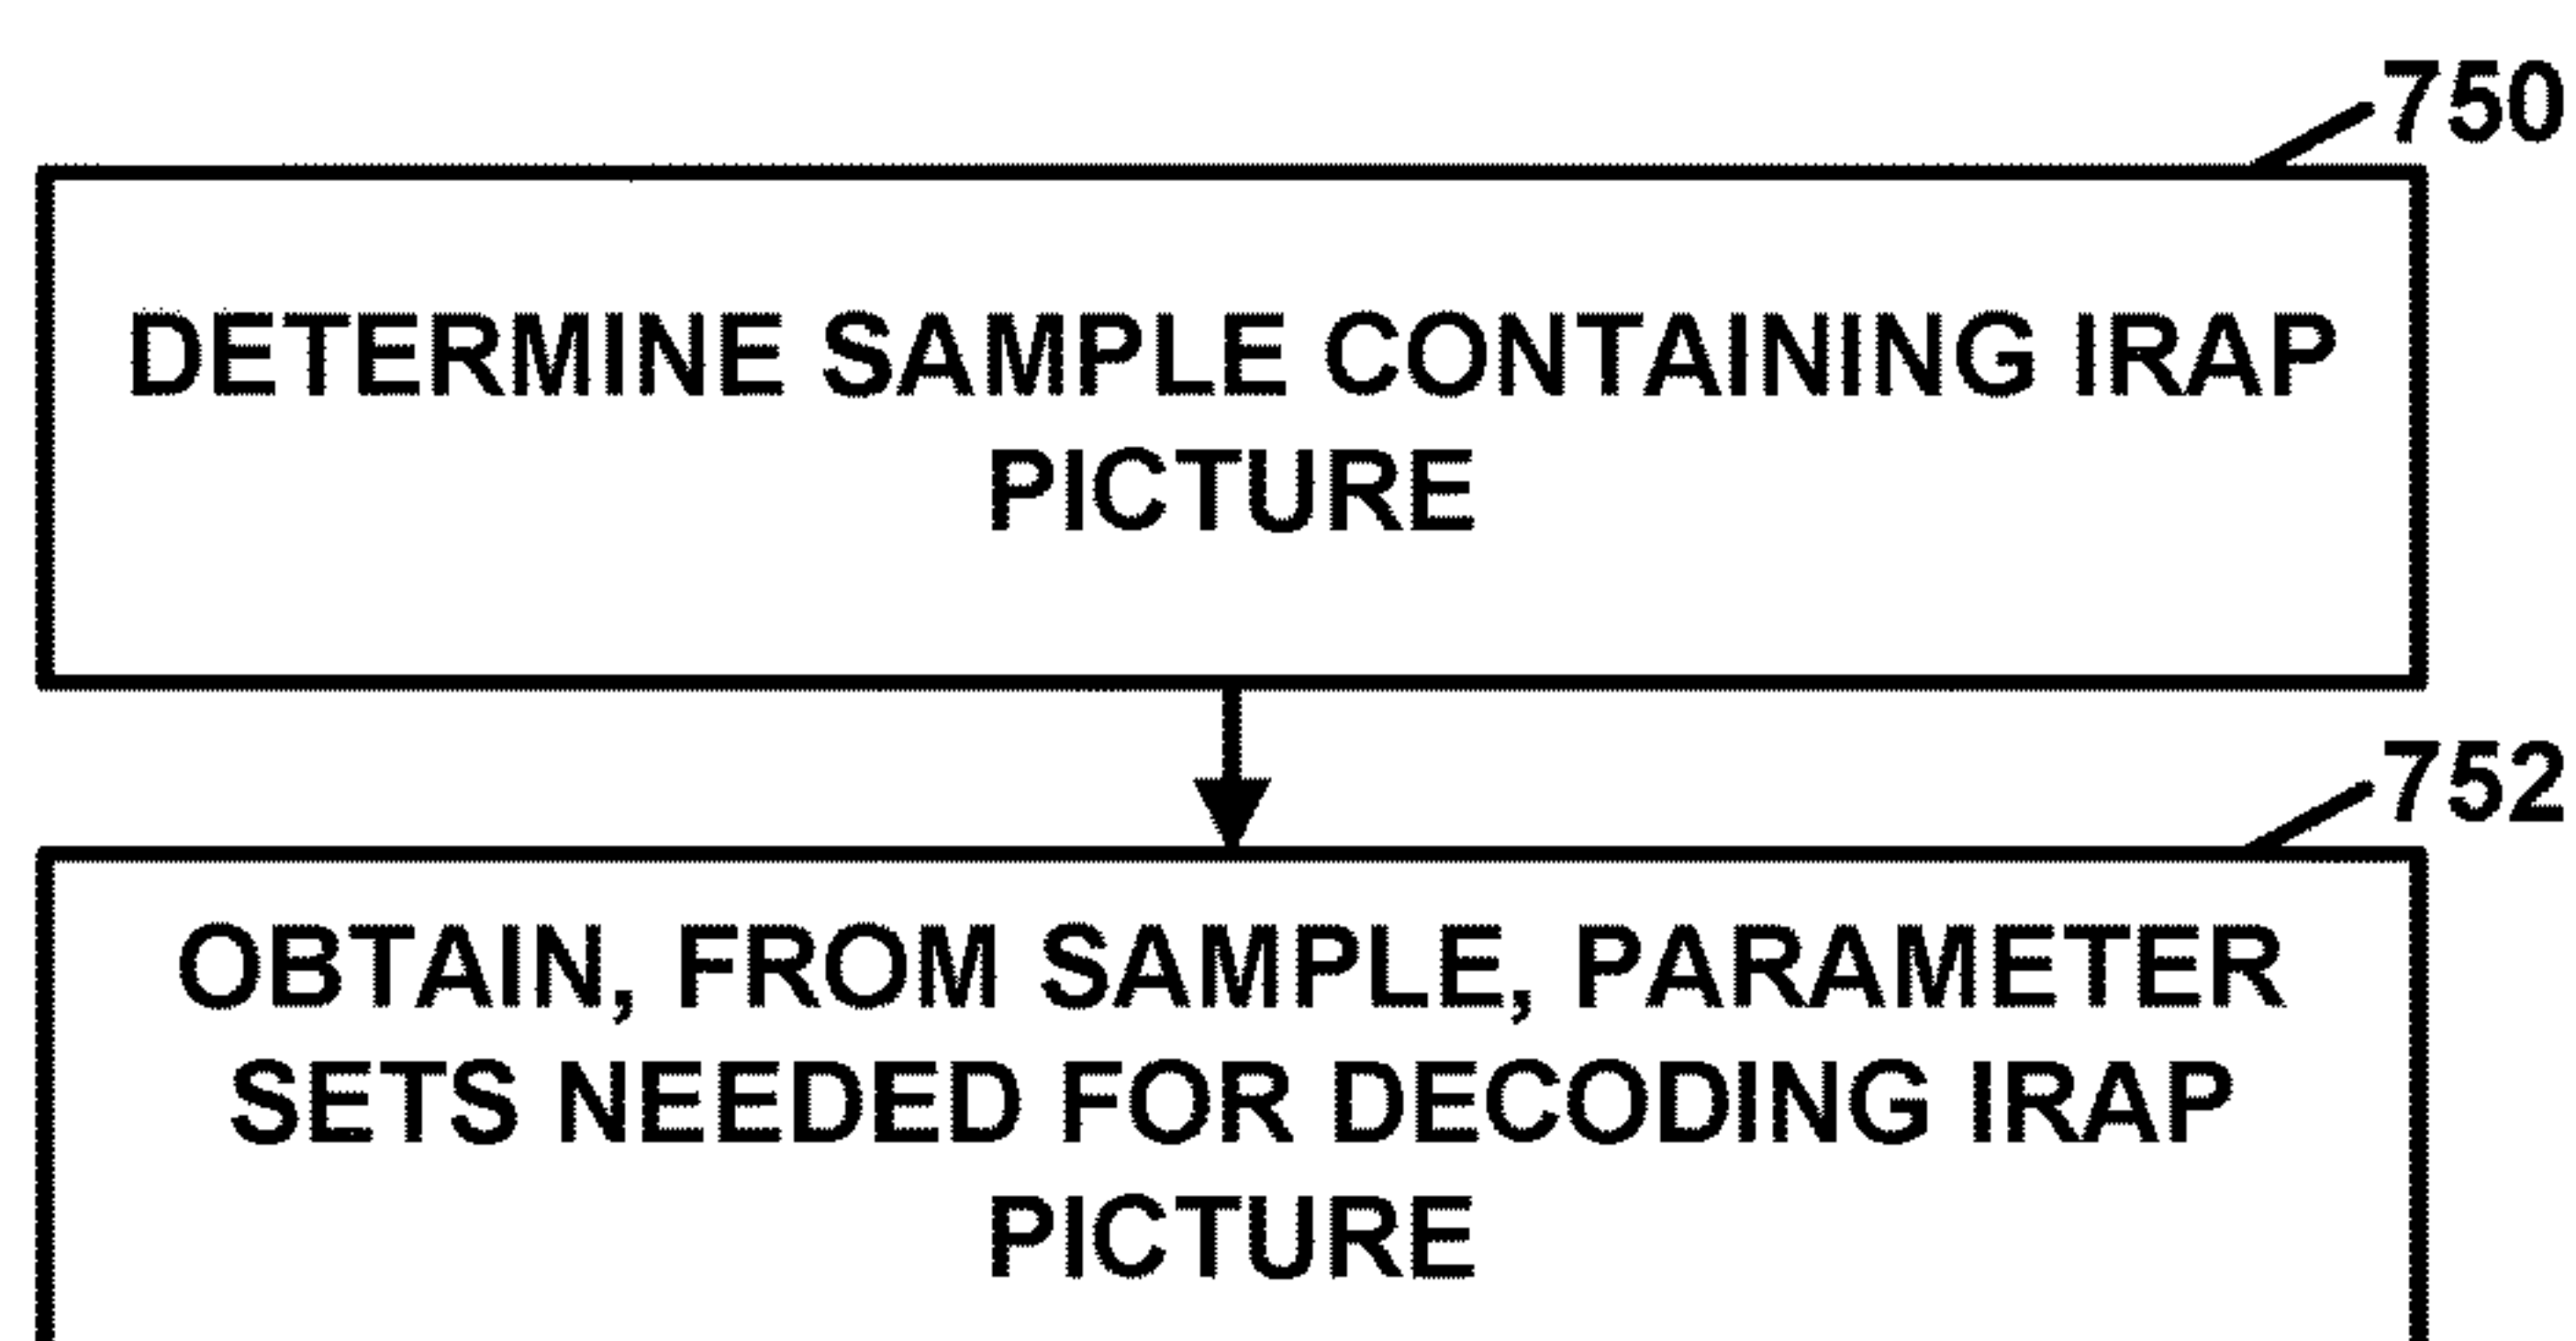 750
DETERMINE SAMPLE CONTAINING IRAP
PICTURE
752
OBTAIN, FROM SAMPLE, PARAMETER
SETS NEEDED FOR DECODING IRAP
PICTURE